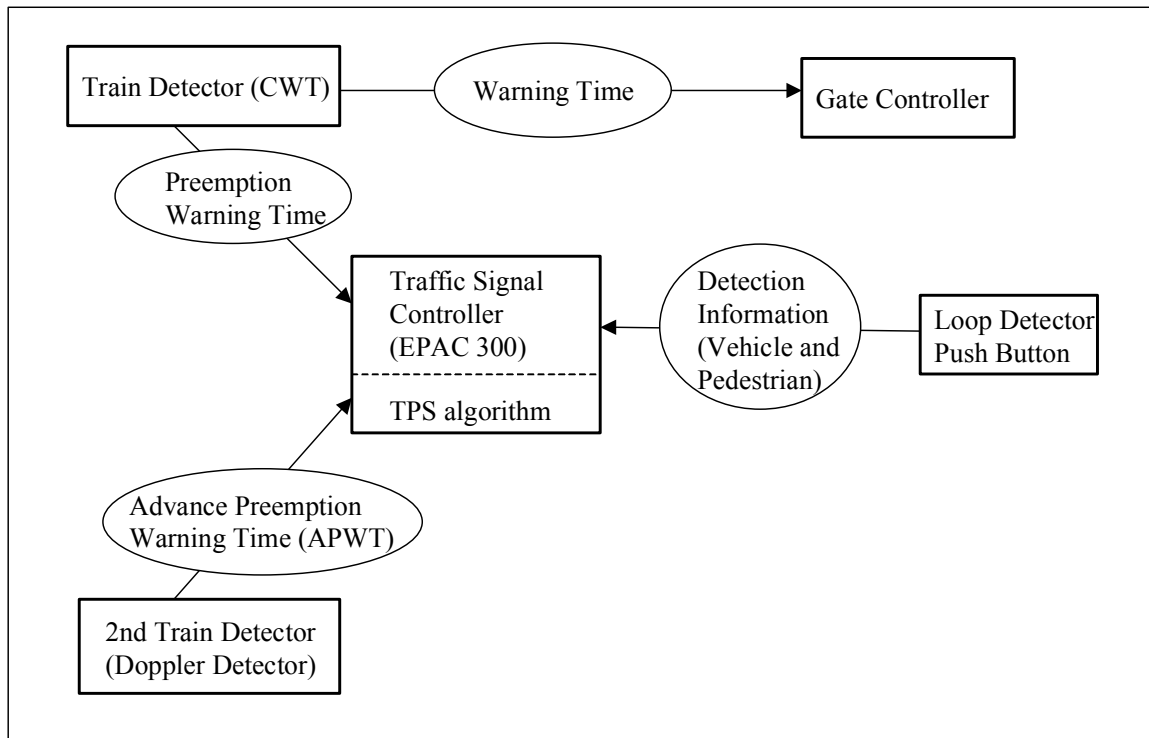 Train Detector (CWT)
Warning Time
Gate Controller
Preemption
Warning Time
Traffic Signal
Controller
(EPAC 300)
TPS algorithm
Detection
Information
(Vehicle and
Pedestrian)
Loop Detector
Push Button
Advance Preemption
Warning Time (APWT)
2nd Train Detector
(Doppler Detector)